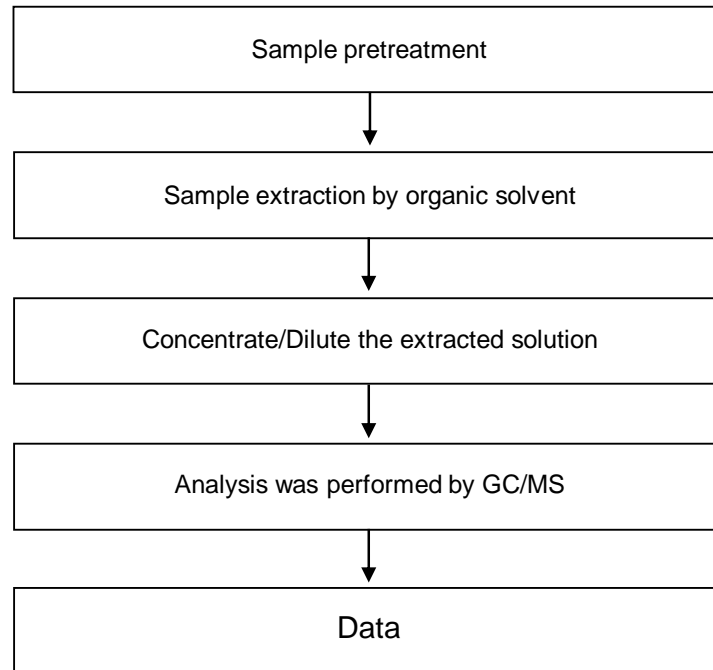 Sample pretreatment
Sample extraction by organic solvent
Concentrate/Dilute the extracted solution
Analysis was performed by GC/MS
Data